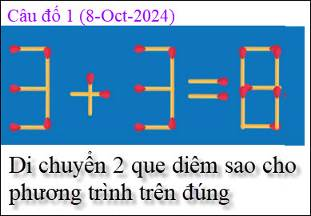 Câu đố 1 (8-Oct-2024)
3 + 3 = 8
Di chuyển 2 que diêm sao cho
phương trình trên đúng